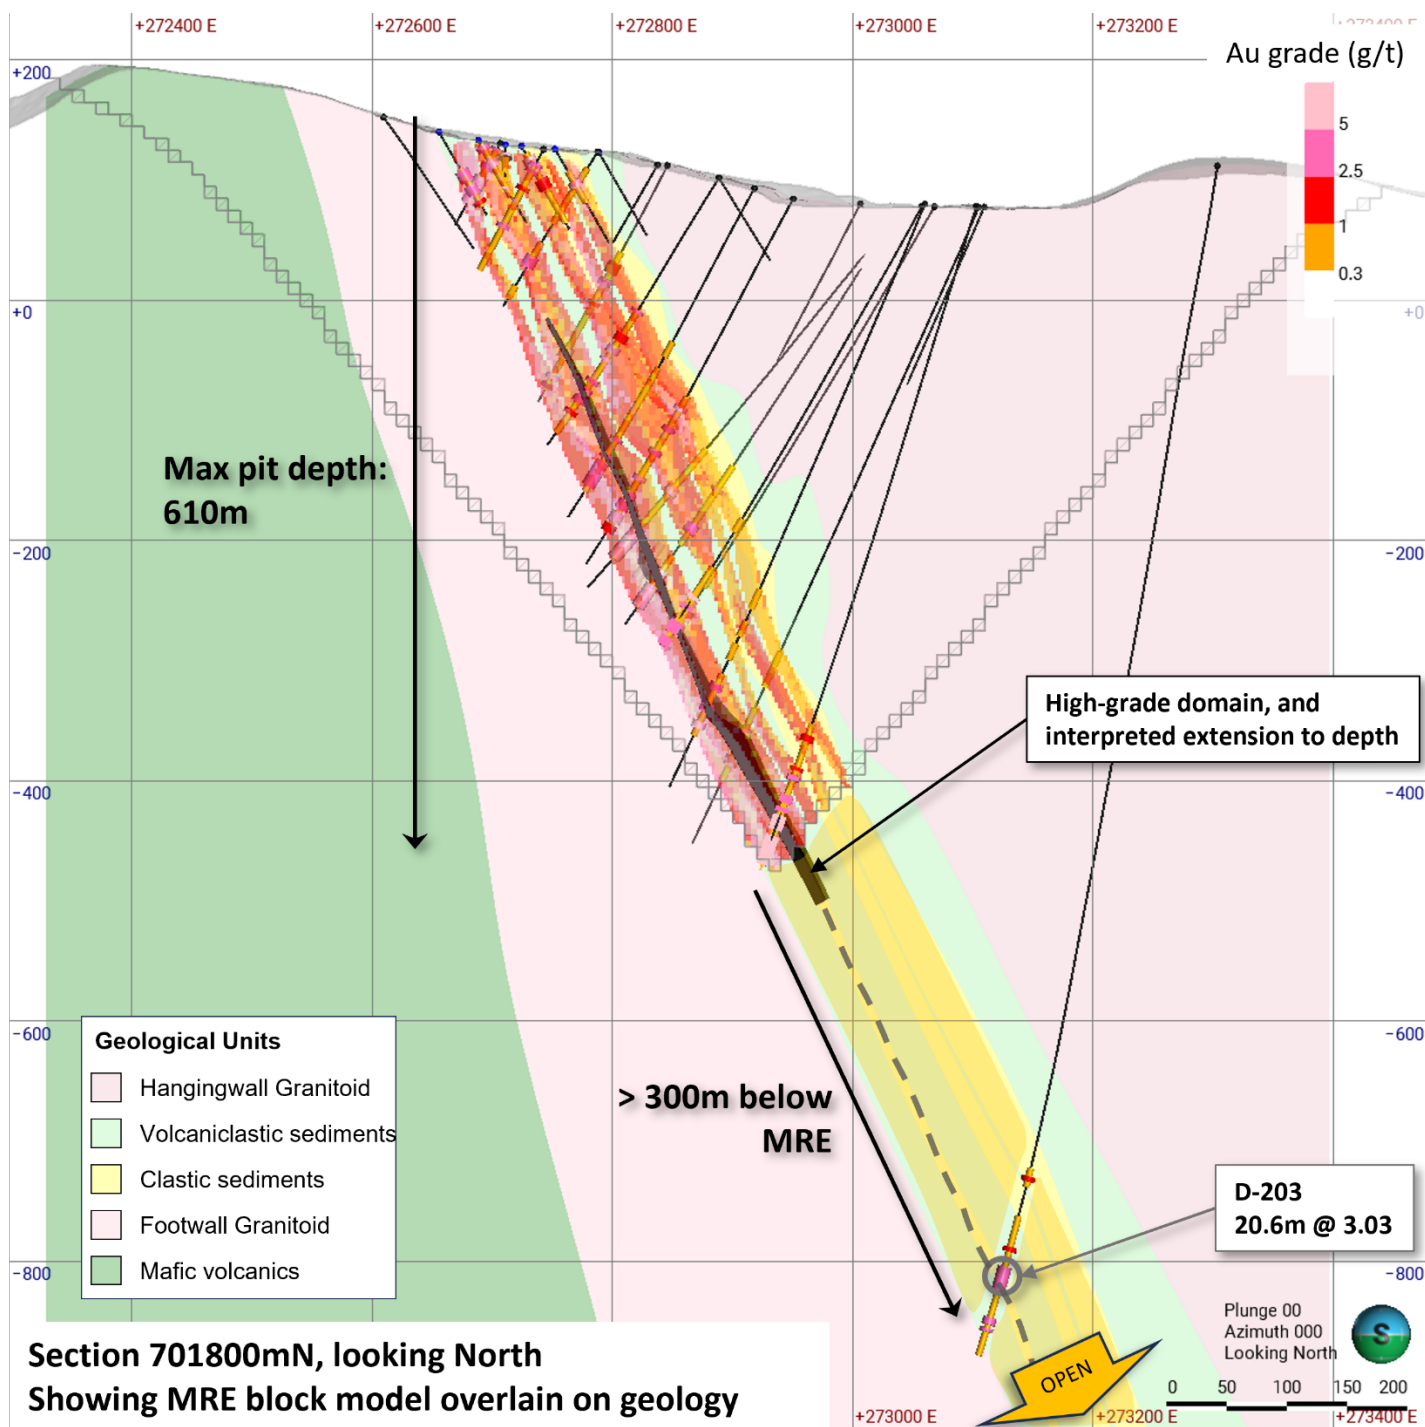 +272400 E
+272600 E
+272800 E
+273000 E
+273200 E
+273400 E
Au grade (g/t)
5
2.5
1
0.3
+200
+0
+0
Max pit depth:
610m
-200
-200
High-grade domain, and
interpreted extension to depth
-400
-400
-600
-600
Geological Units
Hangingwall Granitoid
Volcaniclastic sediments
Clastic sediments
Footwall Granitoid
Mafic volcanics
> 300m below
MRE
D-203
20.6m @ 3.03
-800
-800
Plunge 00
Azimuth 000
Looking North
S
OPEN
0 50 100 150 200
Section 701800mN, looking North
Showing MRE block model overlain on geology
+273000 E
+273200 E
+273400 E